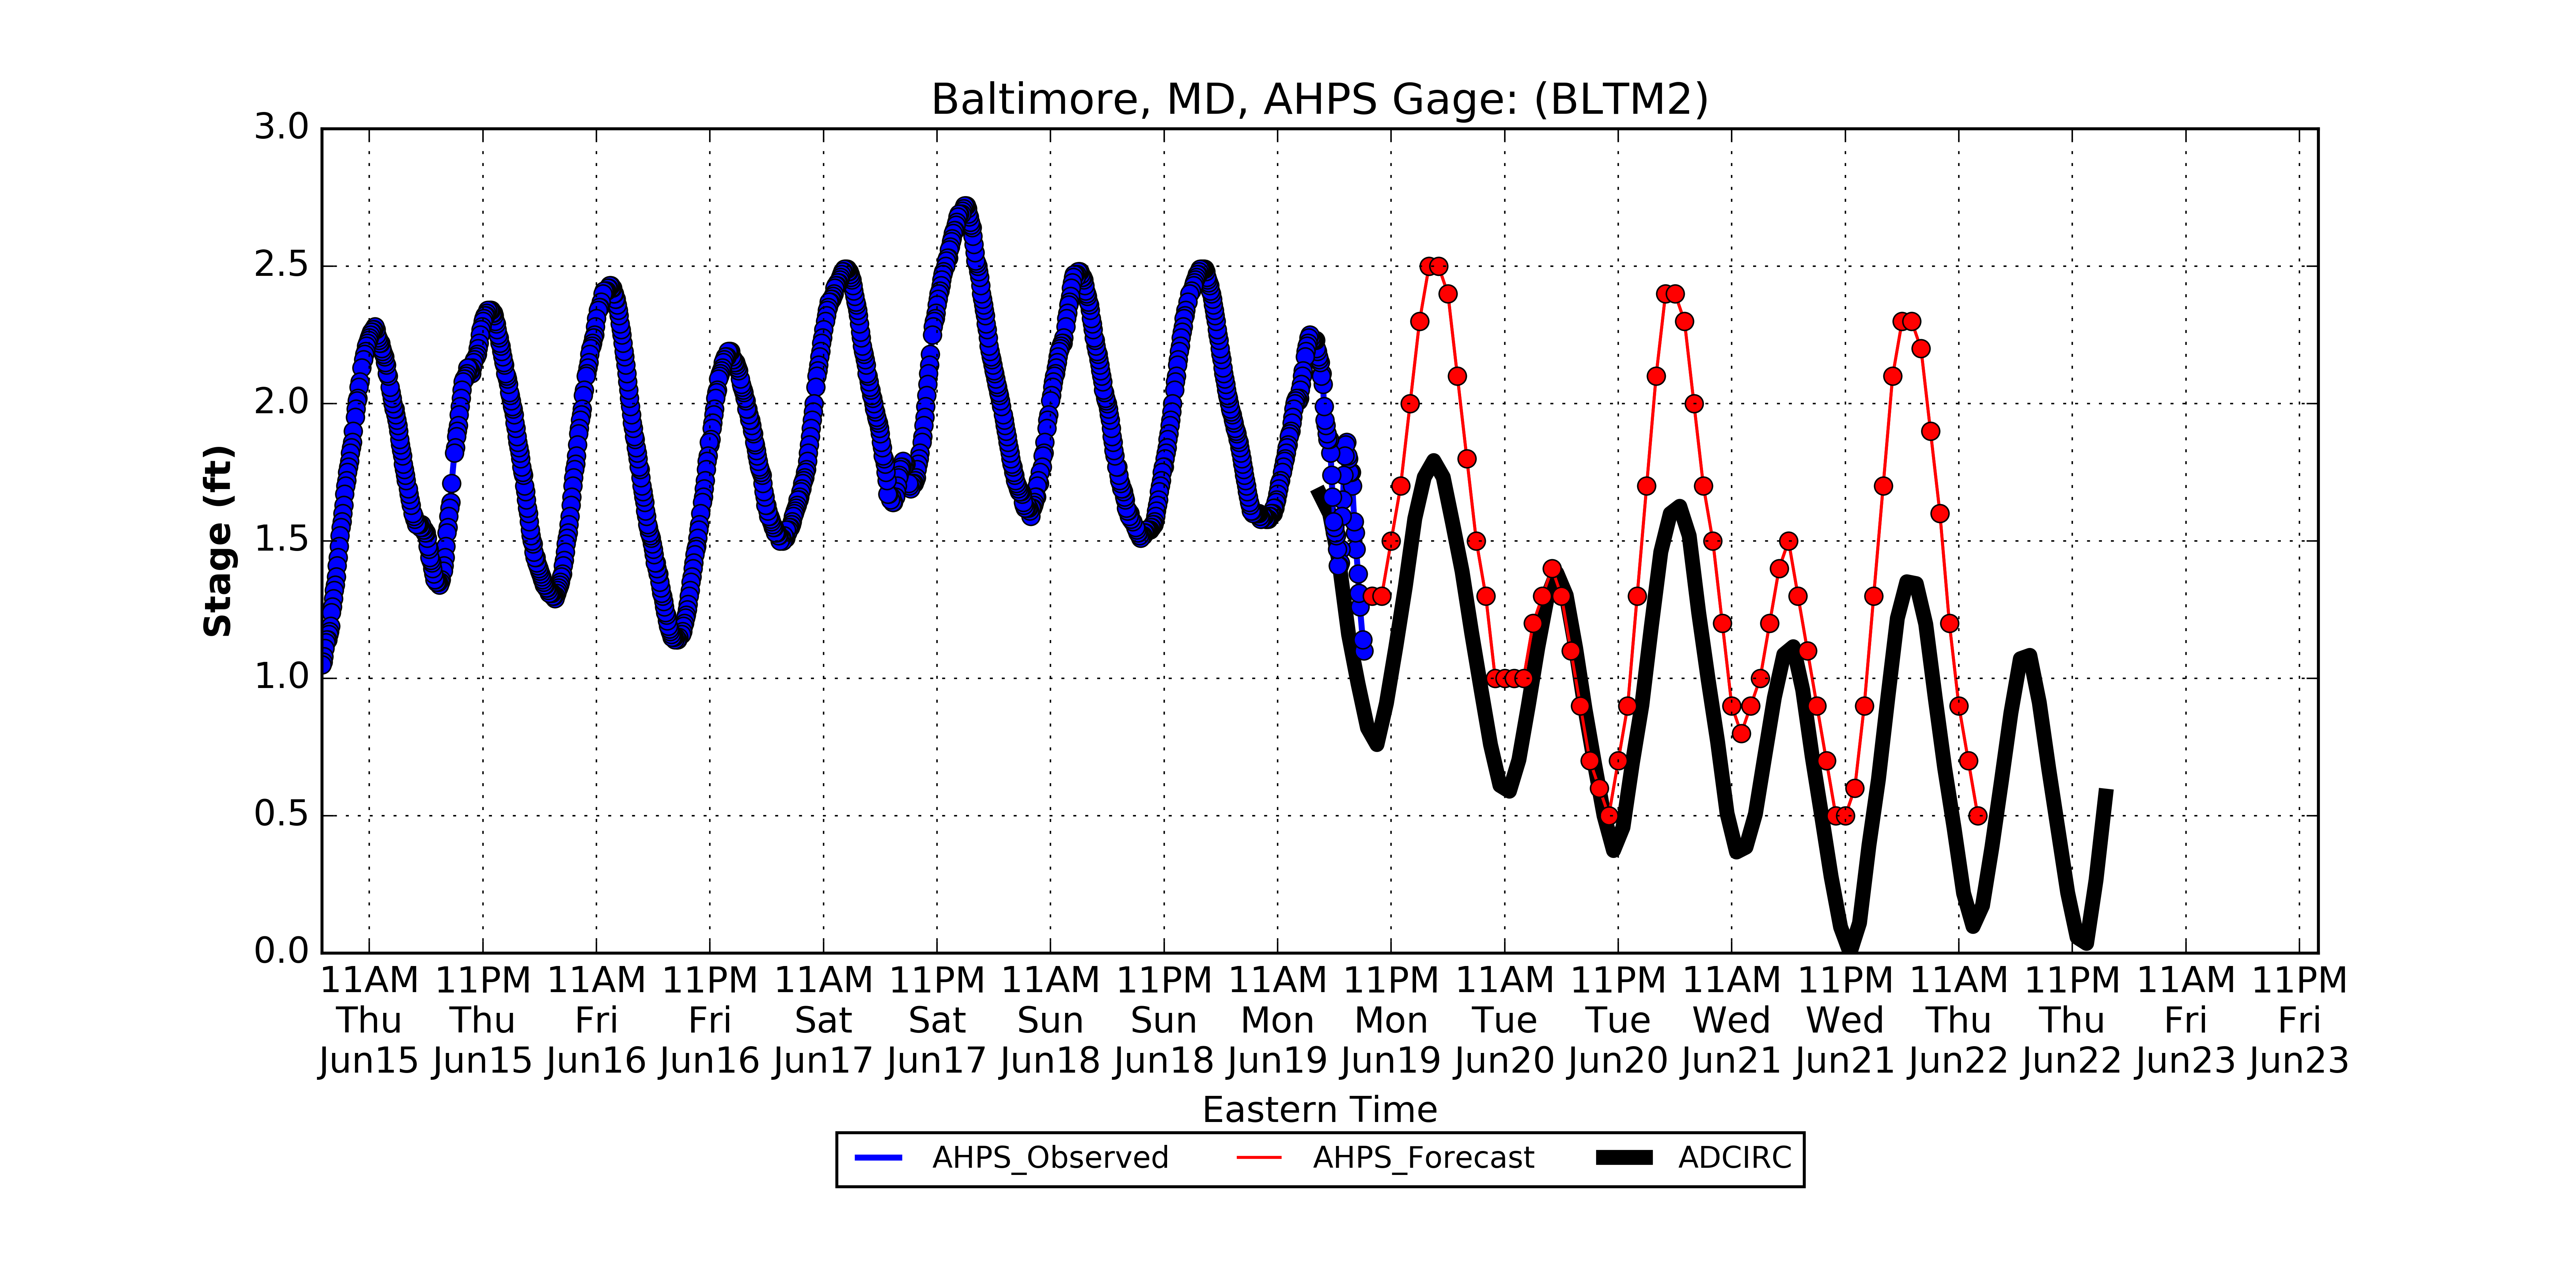 Baltimore, MD, AHPS Gage: (BLTM2)
3.0
2.5
2.0
1.5
1.0
0.5
0.0
Stage (ft)
11AM 11PM 11AM 11PM 11AM 11PM 11AM 11PM 11AM 11PM 11AM 11PM 11AM 11PM 11AM 11PM 11AM 11PM
Thu Thu Fri Fri Sat Sat Sun Sun Mon Mon Tue Tue Wed Wed Thu Thu Fri Fri
Jun15 Jun15 Jun16 Jun16 Jun17 Jun17 Jun18 Jun18 Jun19 Jun19 Jun20 Jun20 Jun21 Jun21 Jun22 Jun22 Jun23 Jun23
Eastern Time
AHPS_Observed AHPS_Forecast ADCIRC